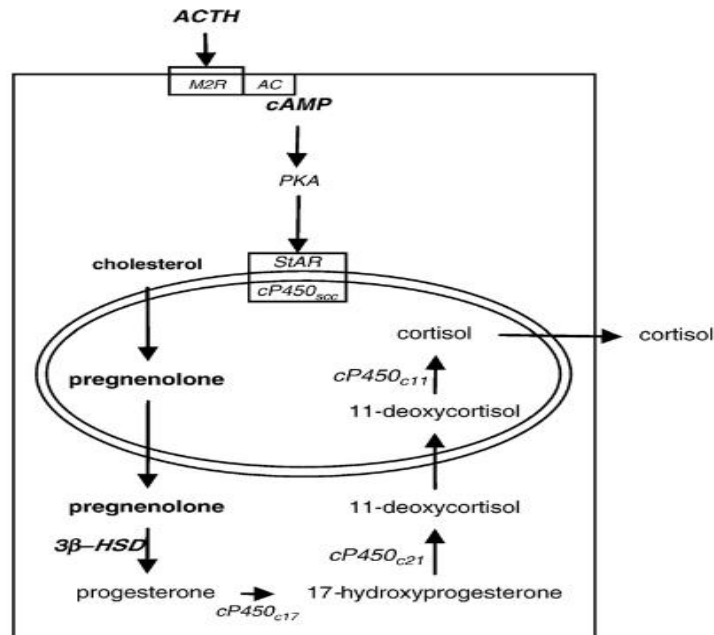 ACTH
M2R AC
cAMP
PKA
cholesterol
StAR
cP450scc
cortisol
cortisol
cP450c11
pregnenolone
11-deoxycortisol
pregnenolone
11-deoxycortisol
3β–HSD
cP450c21
progesterone
cP450c17
17-hydroxyprogesterone